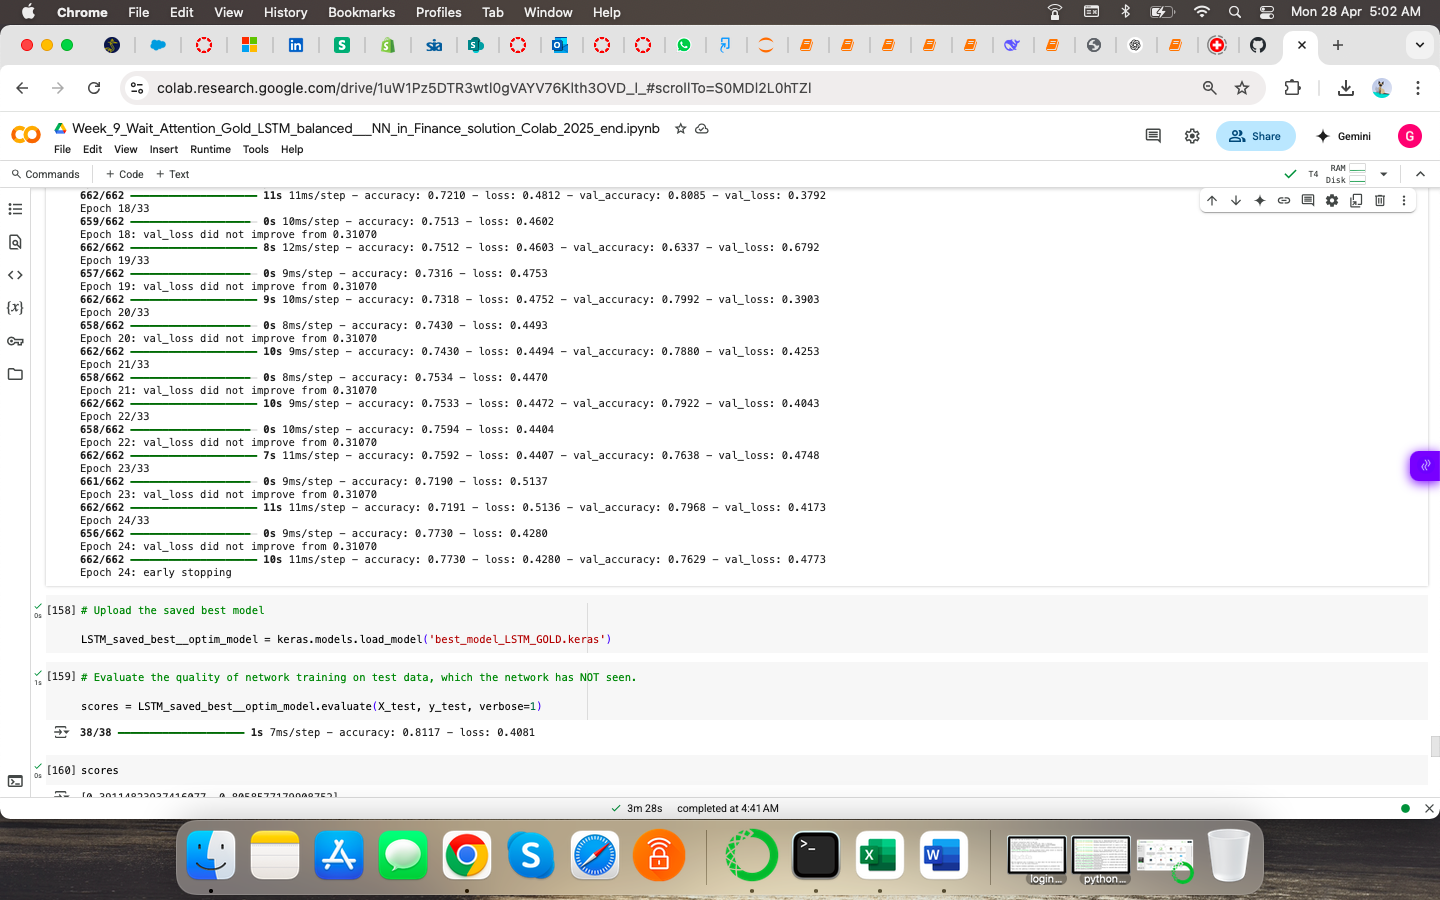 Chrome File Edit View History Bookmarks Profiles Tab Window Help Mon 28 Apr 5:02 AM
colab.research.google.com/drive/1uW1Pz5DTR3wtI0gVAYV76KIth3OVD_I_#scrollTo=S0MDl2L0hTZl
Week_9_Wait_Attention_Gold_LSTM_balanced___NN_in_Finance_solution_Colab_2025_end.ipynb
Share Gemini G
File Edit View Insert Runtime Tools Help
Commands + Code + Text T4 RAM Disk
662/662 11s 11ms/step - accuracy: 0.7210 - loss: 0.4812 - val_accuracy: 0.8085 - val_loss: 0.3792
Epoch 18/33
659/662 0s 10ms/step - accuracy: 0.7513 - loss: 0.4602
Epoch 18: val_loss did not improve from 0.31070
662/662 8s 12ms/step - accuracy: 0.7512 - loss: 0.4603 - val_accuracy: 0.6337 - val_loss: 0.6792
Epoch 19/33
657/662 0s 9ms/step - accuracy: 0.7316 - loss: 0.4753
Epoch 19: val_loss did not improve from 0.31070
662/662 9s 10ms/step - accuracy: 0.7318 - loss: 0.4752 - val_accuracy: 0.7992 - val_loss: 0.3903
Epoch 20/33
658/662 0s 8ms/step - accuracy: 0.7430 - loss: 0.4493
Epoch 20: val_loss did not improve from 0.31070
662/662 10s 9ms/step - accuracy: 0.7430 - loss: 0.4494 - val_accuracy: 0.7880 - val_loss: 0.4253
Epoch 21/33
658/662 0s 8ms/step - accuracy: 0.7534 - loss: 0.4470
Epoch 21: val_loss did not improve from 0.31070
662/662 10s 9ms/step - accuracy: 0.7533 - loss: 0.4472 - val_accuracy: 0.7922 - val_loss: 0.4043
Epoch 22/33
658/662 0s 10ms/step - accuracy: 0.7594 - loss: 0.4404
Epoch 22: val_loss did not improve from 0.31070
662/662 7s 11ms/step - accuracy: 0.7592 - loss: 0.4407 - val_accuracy: 0.7638 - val_loss: 0.4748
Epoch 23/33
661/662 0s 9ms/step - accuracy: 0.7190 - loss: 0.5137
Epoch 23: val_loss did not improve from 0.31070
662/662 11s 11ms/step - accuracy: 0.7191 - loss: 0.5136 - val_accuracy: 0.7968 - val_loss: 0.4173
Epoch 24/33
656/662 0s 9ms/step - accuracy: 0.7730 - loss: 0.4280
Epoch 24: val_loss did not improve from 0.31070
662/662 10s 11ms/step - accuracy: 0.7730 - loss: 0.4280 - val_accuracy: 0.7629 - val_loss: 0.4773
Epoch 24: early stopping
0s [158] # Upload the saved best model
LSTM_saved_best__optim_model = keras.models.load_model('best_model_LSTM_GOLD.keras')
1s [159] # Evaluate the quality of network training on test data, which the network has NOT seen.
scores = LSTM_saved_best__optim_model.evaluate(X_test, y_test, verbose=1)
38/38 1s 7ms/step - accuracy: 0.8117 - loss: 0.4081
0s [160] scores
3m 28s completed at 4:41 AM
login...
python...